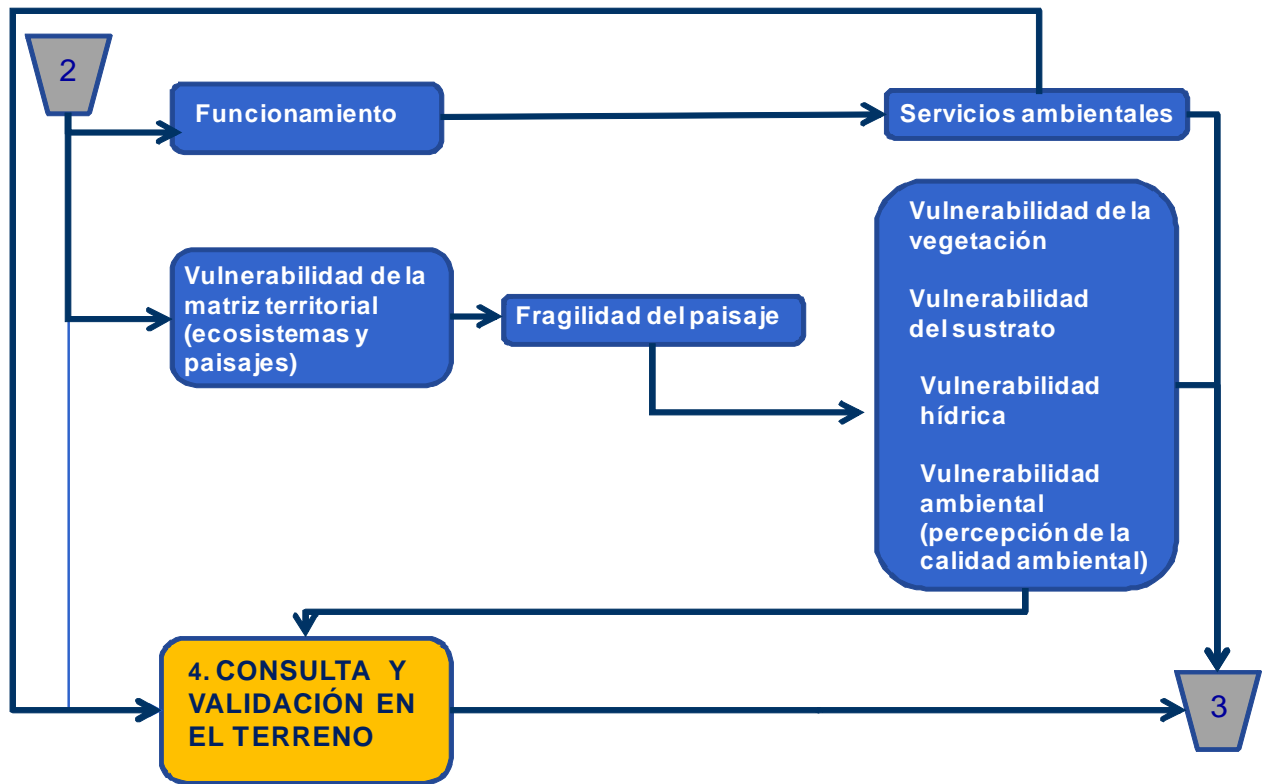 2
Funcionamiento
Servicios ambientales
Vulnerabilidad de la
matriz territorial
(ecosistemas y
paisajes)
Fragilidad del paisaje
Vulnerabilidad de la
vegetación
Vulnerabilidad
del sustrato
Vulnerabilidad
hídrica
Vulnerabilidad
ambiental
(percepción de la
calidad ambiental)
4. CONSULTA Y
VALIDACIÓN EN
EL TERRENO
3